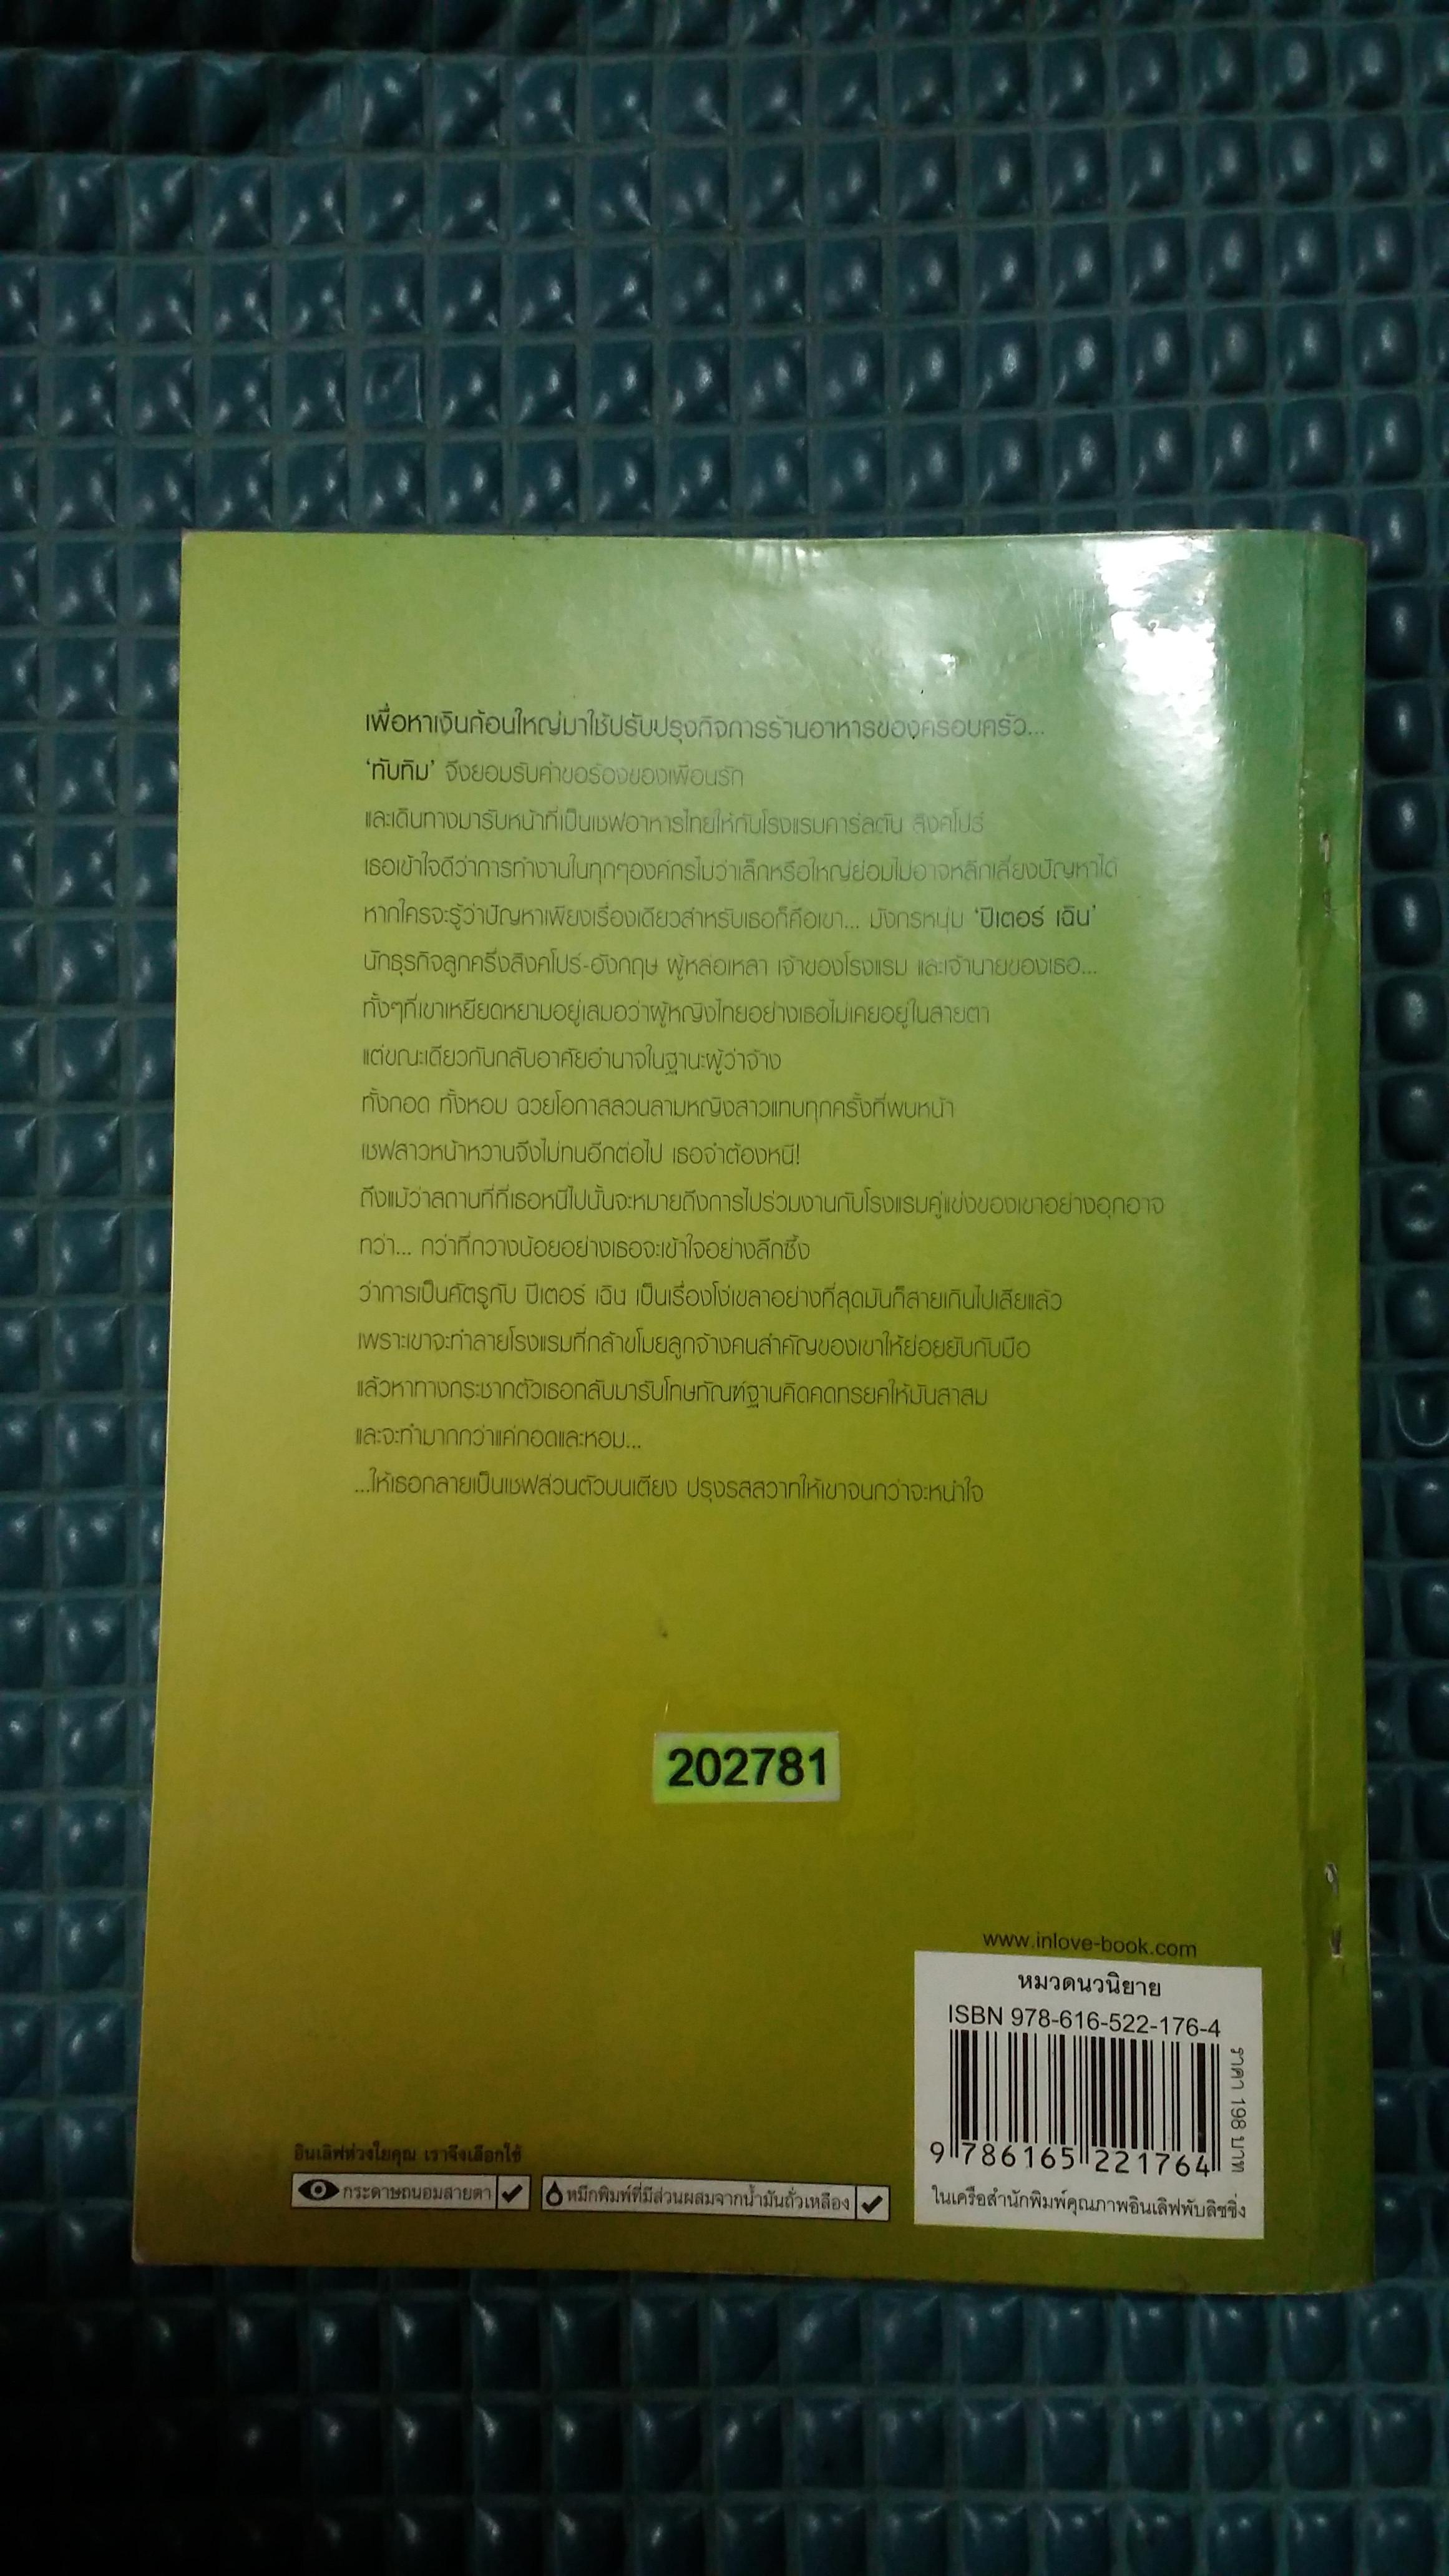 เพื่อหาเงินก้อนใหญ่มาใช้ปรับปรุงกิจการร้านอาหารของครอบครัว...
‘ทับทิม’ จึงยอมรับคำขอร้องของเพื่อนรัก
และเดินทางมารับหน้าที่เป็นเชฟอาหารไทยให้กับโรงแรมคาร์ลตัน สิงคโปร์
เธอเข้าใจดีว่าการทำงานในทุกๆองค์กรไม่ว่าเล็กหรือใหญ่ย่อมไม่อาจหลีกเลี่ยงปัญหาได้
หากใครจะรู้ว่าปัญหาเพียงเรื่องเดียวสำหรับเธอก็คือเขา... มังกรหนุ่ม ‘ปีเตอร์ เฉิน’
นักธุรกิจลูกครึ่งสิงคโปร์-อังกฤษ ผู้หล่อเหลา เจ้าของโรงแรม และเจ้านายของเธอ...
ทั้งๆที่เขาเหยียดหยามอยู่เสมอว่าผู้หญิงไทยอย่างเธอไม่เคยอยู่ในสายตา
แต่ขณะเดียวกันกลับอาศัยอำนาจในฐานะผู้ว่าจ้าง
ทั้งกอด ทั้งหอม ฉวยโอกาสลวนลามหญิงสาวแทบทุกครั้งที่พบหน้า
เชฟสาวหน้าหวานจึงไม่ทนอีกต่อไป เธอจำต้องหนี!
ถึงแม้ว่าสถานที่ที่เธอหนีไปนั้นจะหมายถึงการไปร่วมงานกับโรงแรมคู่แข่งของเขาอย่างอุกอาจ
ทว่า... กว่าที่กวางน้อยอย่างเธอจะเข้าใจอย่างลึกซึ้ง
ว่าการเป็นศัตรูกับ ปีเตอร์ เฉิน เป็นเรื่องโง่เขลาอย่างที่สุดมันก็สายเกินไปเสียแล้ว
เพราะเขาจะทำลายโรงแรมที่กล้าขโมยลูกจ้างคนสำคัญของเขาให้ย่อยยับกับมือ
แล้วหาทางกระชากตัวเธอกลับมารับโทษทัณฑ์ฐานคิดคดทรยศให้มันสาสม
และจะทำมากกว่าแค่กอดและหอม...
...ให้เธอกลายเป็นเชฟส่วนตัวบนเตียง ปรุงรสสวาทให้เขาจนกว่าจะหนำใจ
202781
www.inlove-book.com
หมวดนวนิยาย
ISBN 978-616-522-176-4
ราคา 198 บาท
9 786165 221764
ในเครือสำนักพิมพ์คุณภาพอินเลิฟพับลิชชิ่ง
อินเลิฟห่วงใยคุณ เราจึงเลือกใช้
กระดาษถนอมสายตา
หมึกพิมพ์ที่มีส่วนผสมจากน้ำมันถั่วเหลือง